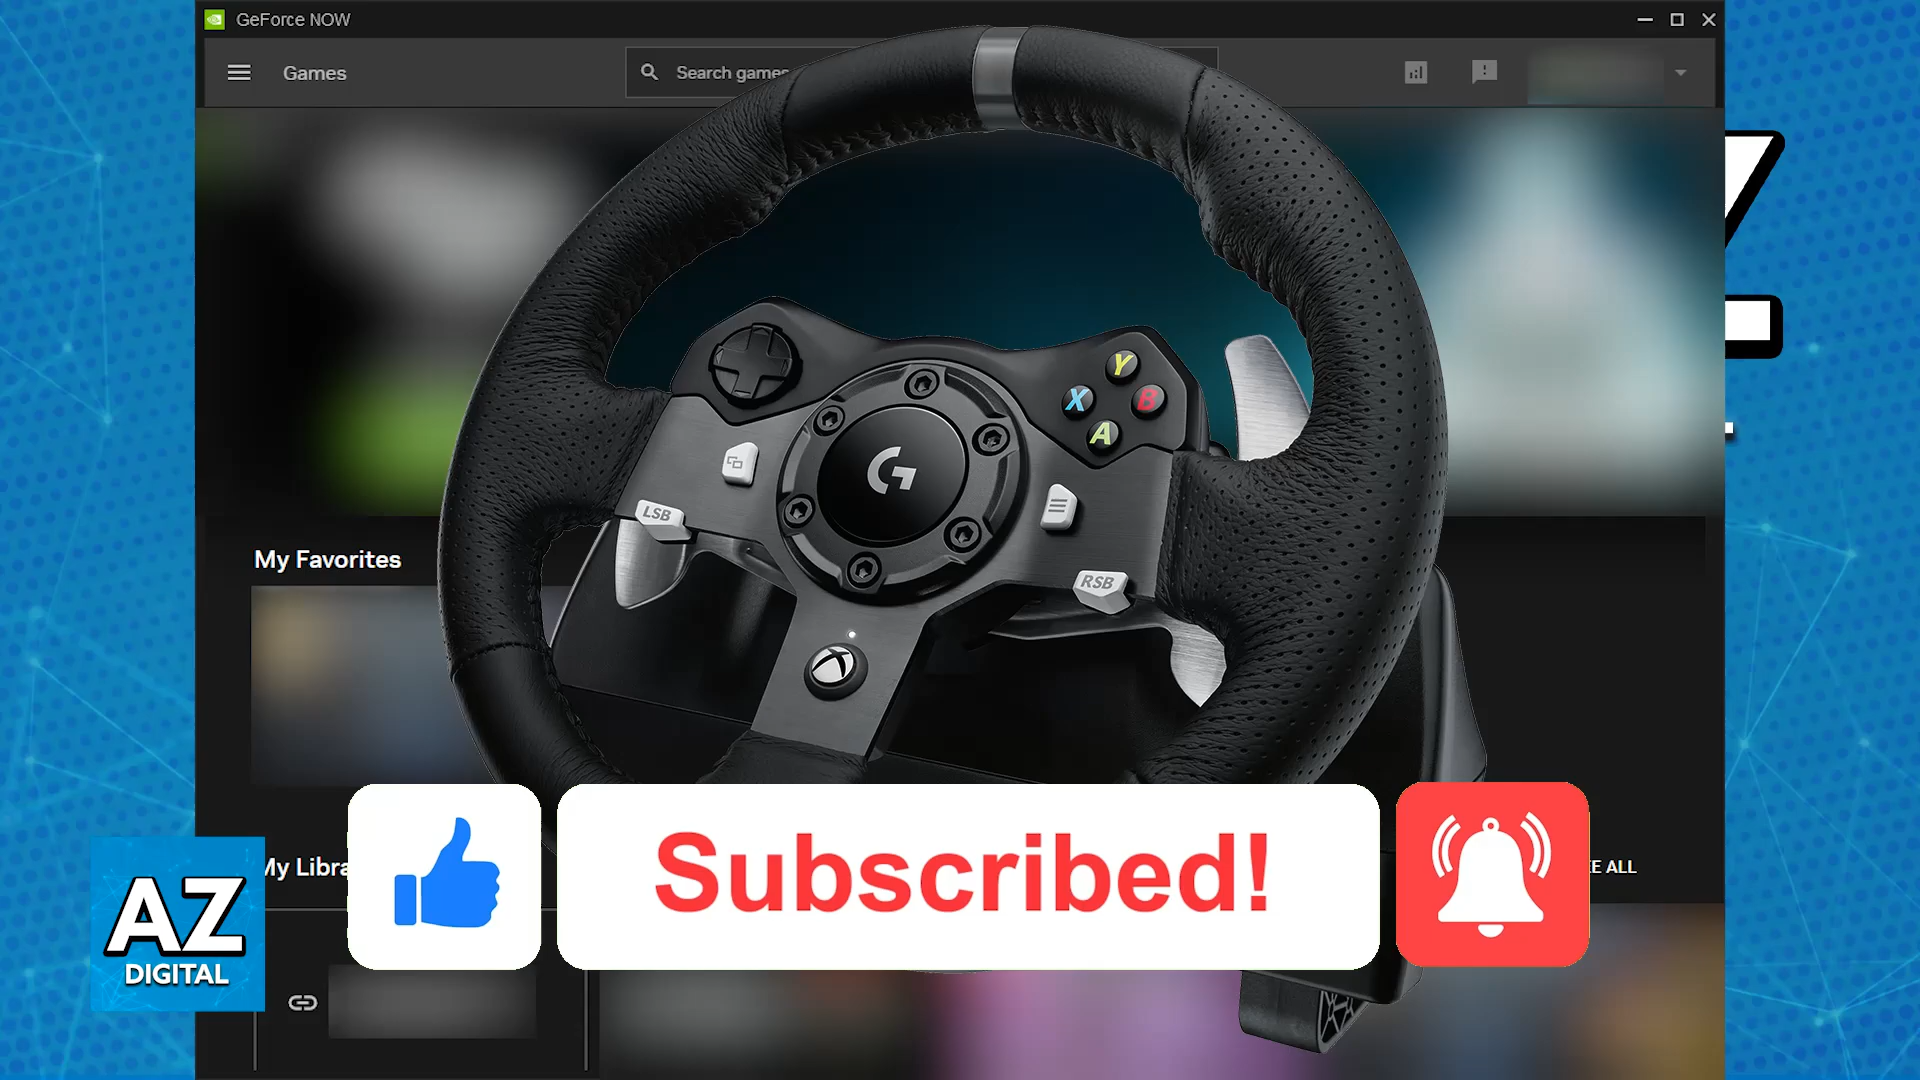 GeForce NOW
Games
Search games
Y
X
B
A
LSB
RSB
My Favorites
My Libra
Subscribed!
E ALL
AZ
DIGITAL